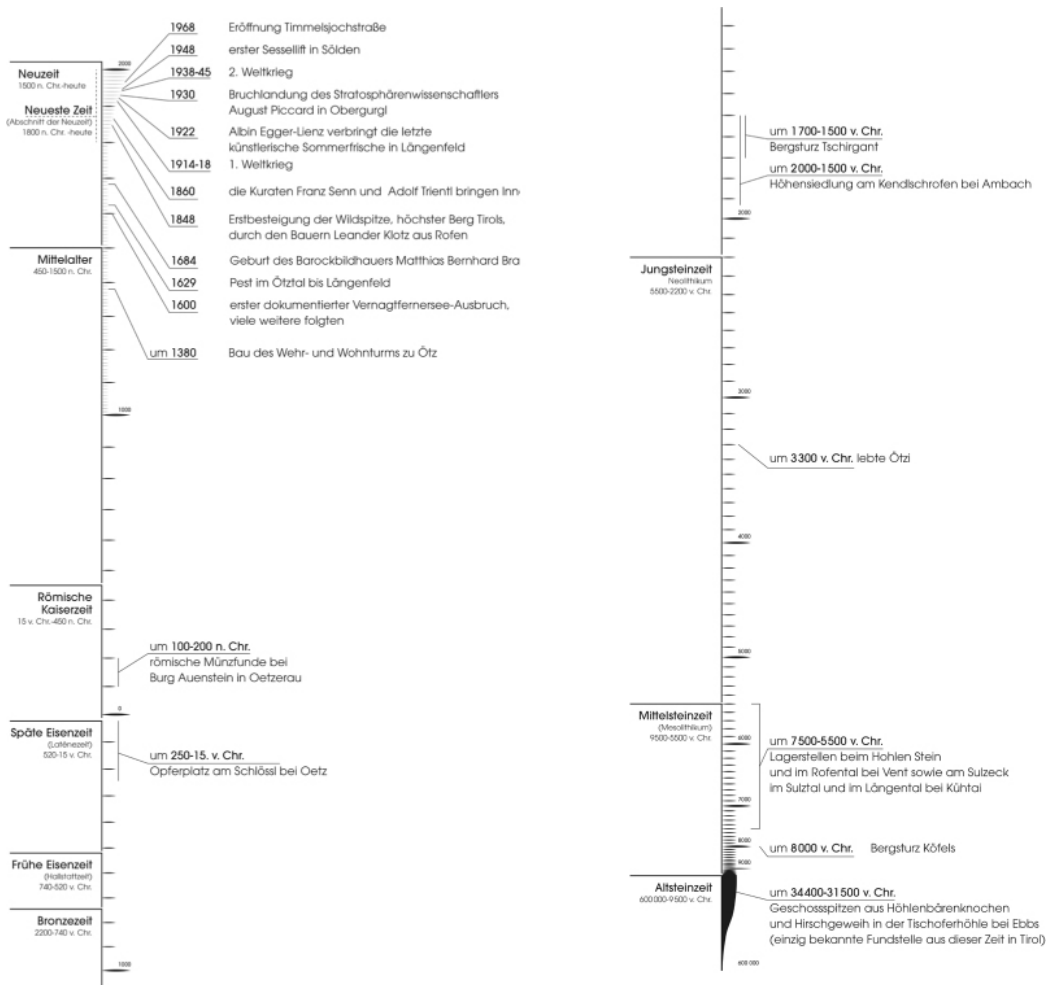 1968 Eröffnung Timmelsjochstraße
1948 erster Sessellift in Sölden
1938-45 2. Weltkrieg
1930 Bruchlandung des Stratosphärenwissenschaftlers
August Piccard in Obergurgl
1922 Albin Egger-Lienz verbringt die letzte
künstlerische Sommerfrische in Längenfeld
1914-18 1. Weltkrieg
1860 die Kuraten Franz Senn und Adolf Trientl bringen Inn
1848 Erstbesteigung der Wildspitze, höchster Berg Tirols,
durch den Bauern Leander Klotz aus Rofen
1684 Geburt des Barockbildhauers Matthias Bernhard Bra
1629 Pest im Ötztal bis Längenfeld
1600 erster dokumentierter Vernagtfernersee-Ausbruch,
viele weitere folgten
um 1380 Bau des Wehr- und Wohnturms zu Ötz
Neuzeit
1500 n. Chr.-heute
Neueste Zeit
(Abschnitt der Neuzeit)
1800 n. Chr. -heute
2000
Mittelalter
450-1500 n. Chr.
1000
Römische
Kaiserzeit
15 v. Chr.-450 n. Chr.
um 100-200 n. Chr.
römische Münzfunde bei
Burg Auenstein in Oetzerau
0
Späte Eisenzeit
(Latènezeit)
520-15 v. Chr.
um 250-15. v. Chr.
Opferplatz am Schlössl bei Oetz
Frühe Eisenzeit
(Hallstattzeit)
740-520 v. Chr.
Bronzezeit
2200-740 v. Chr.
1000
um 1700-1500 v. Chr.
Bergsturz Tschirgant
um 2000-1500 v. Chr.
Höhensiedlung am Kendlschrofen bei Ambach
2000
Jungsteinzeit
Neolithikum
5500-2200 v. Chr.
3000
um 3300 v. Chr. lebte Ötzi
4000
5000
Mittelsteinzeit
(Mesolithikum)
9500-5500 v. Chr.
6000
um 7500-5500 v. Chr.
Lagerstellen beim Hohlen Stein
und im Rofental bei Vent sowie am Sulzeck
im Sulztal und im Längental bei Kühtai
7000
8000
um 8000 v. Chr. Bergsturz Köfels
9000
Altsteinzeit
600 000-9500 v. Chr.
um 34400-31500 v. Chr.
Geschossspitzen aus Höhlenbärenknochen
und Hirschgeweih in der Tischoferhöhle bei Ebbs
(einzig bekannte Fundstelle aus dieser Zeit in Tirol)
600 000